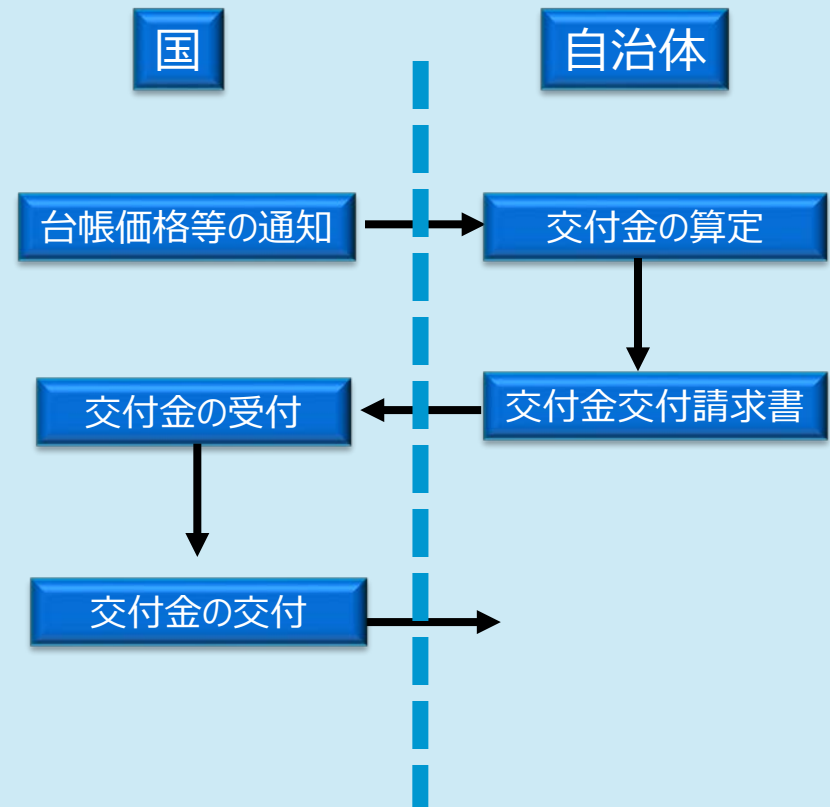 国
自治体
台帳価格等の通知
交付金の算定
交付金の受付
交付金交付請求書
交付金の交付